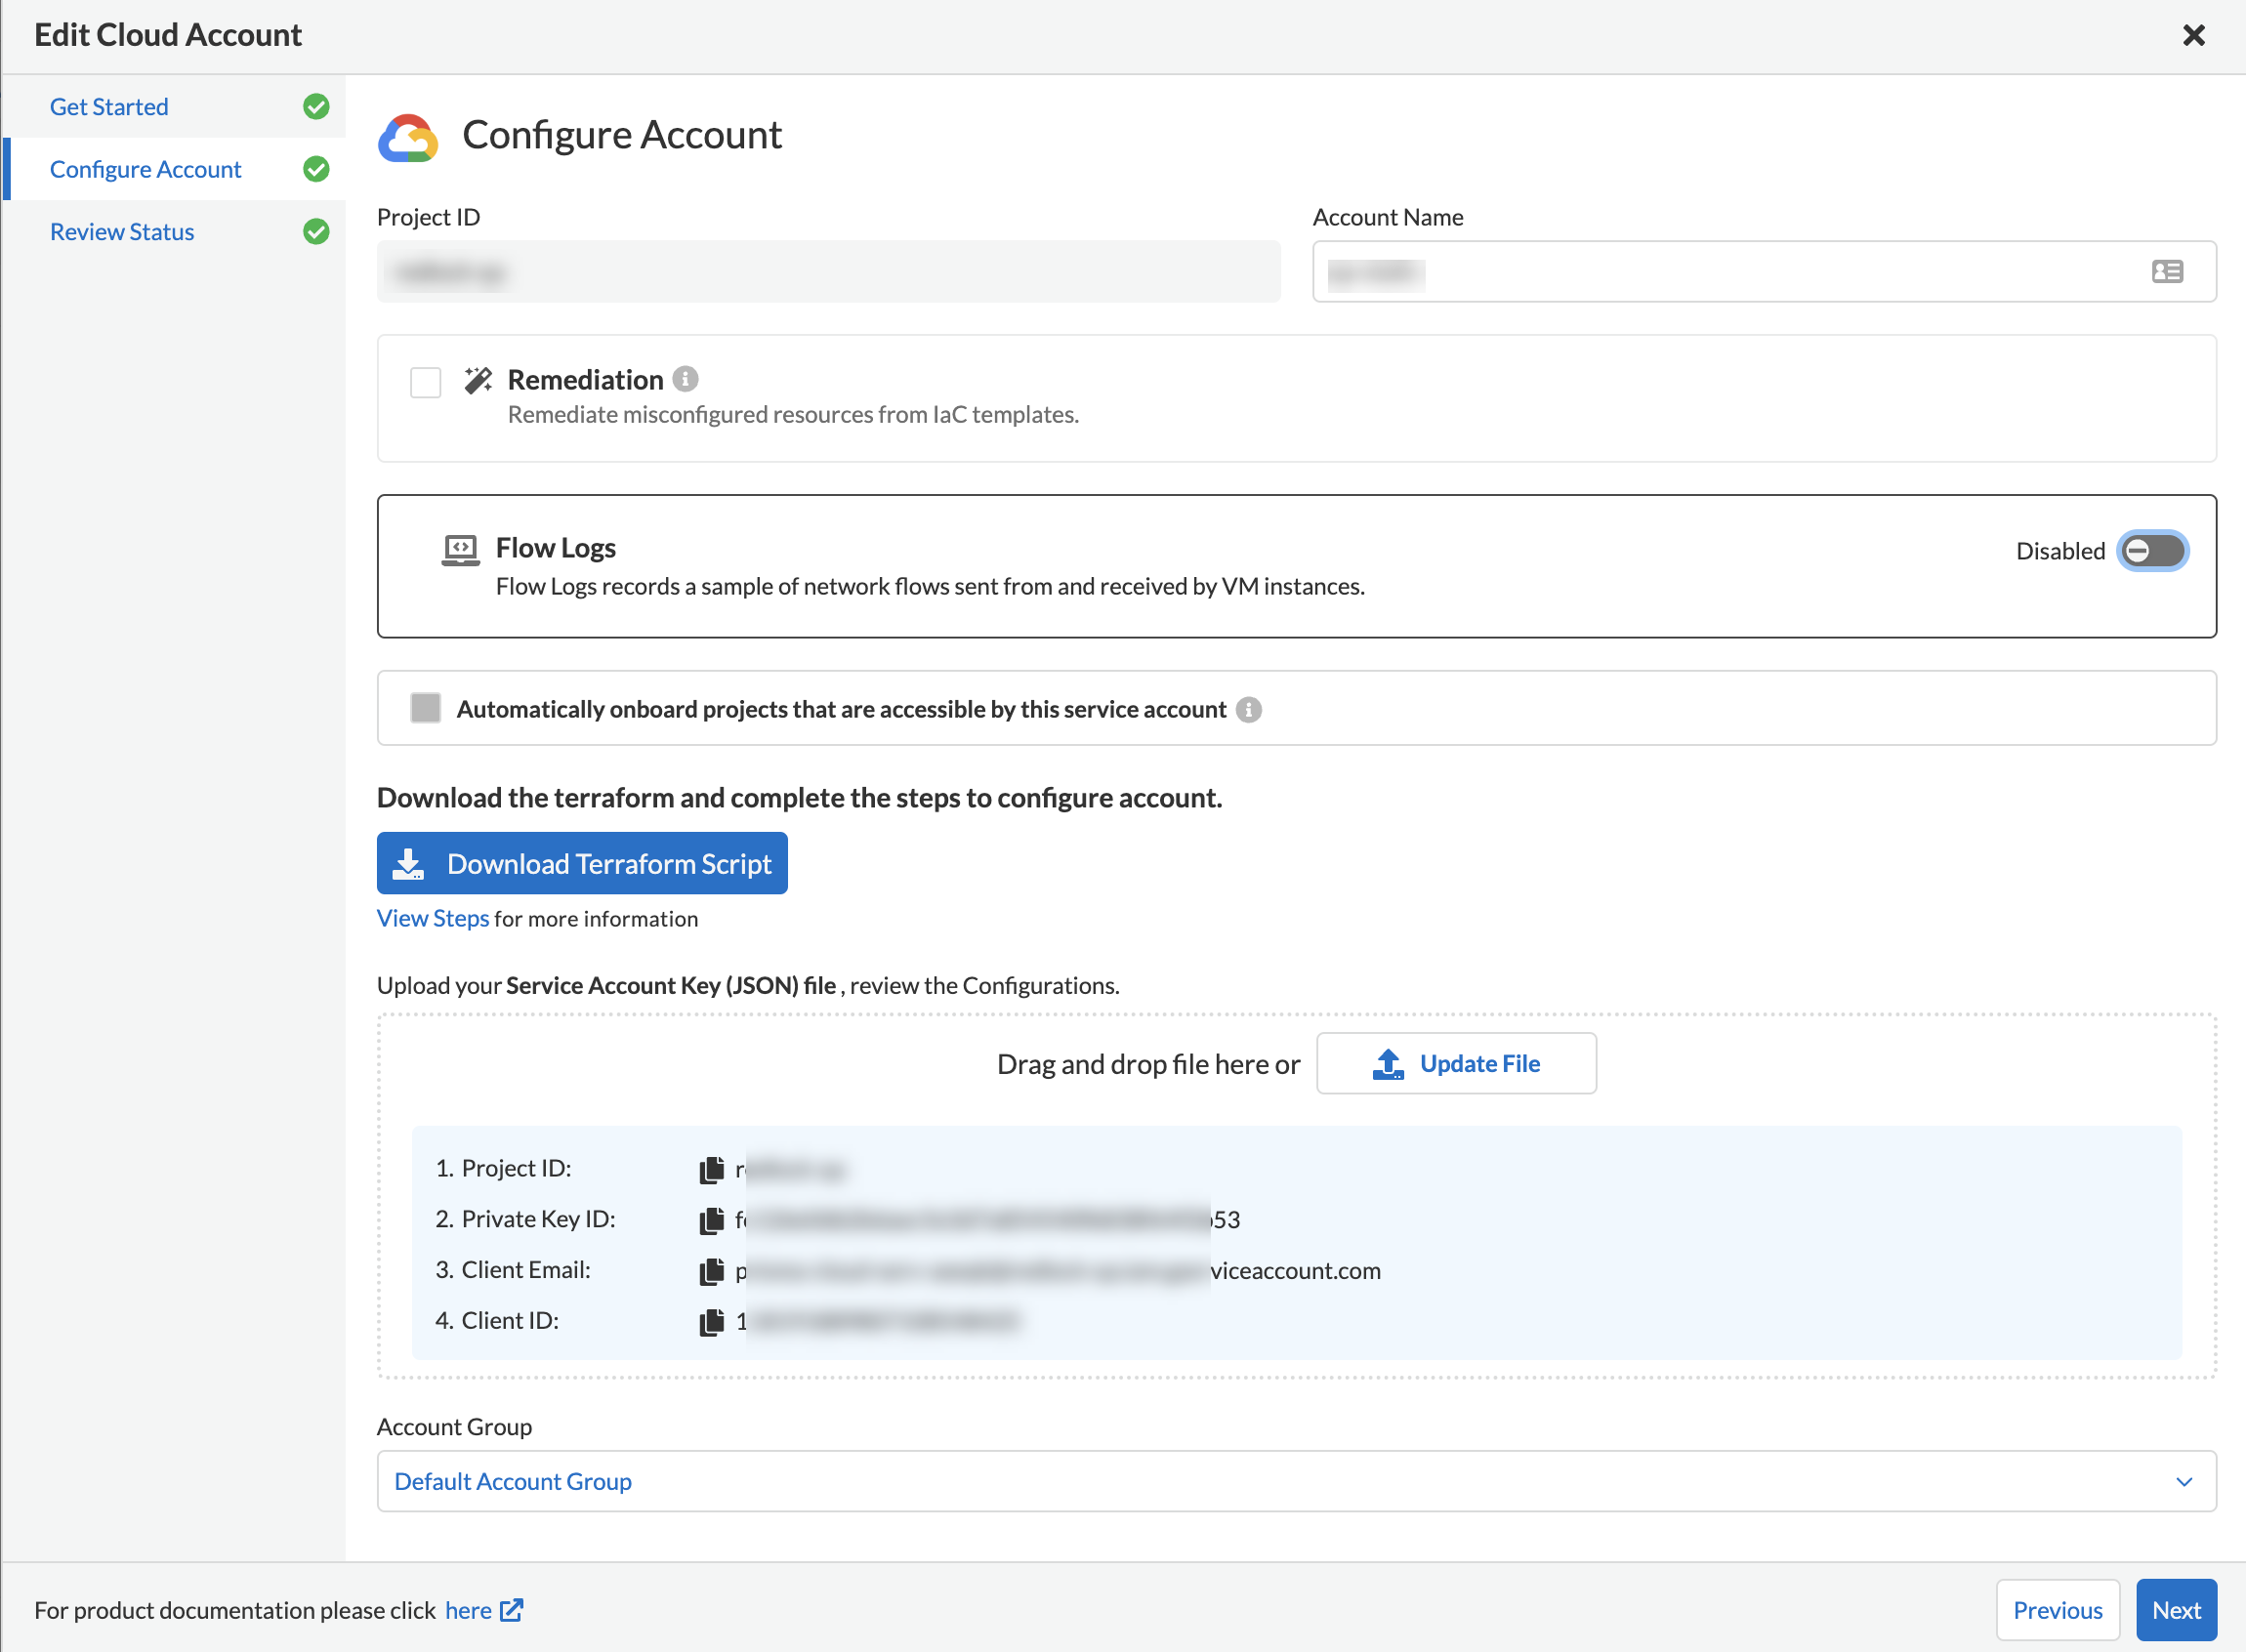 Edit Cloud Account
Get Started
Configure Account
Review Status
Configure Account
Project ID
Account Name
Remediation
Remediate misconfigured resources from IaC templates.
Flow Logs
Disabled
Flow Logs records a sample of network flows sent from and received by VM instances.
Automatically onboard projects that are accessible by this service account
Download the terraform and complete the steps to configure account.
Download Terraform Script
View Steps for more information
Upload your Service Account Key (JSON) file , review the Configurations.
Drag and drop file here or Update File
1. Project ID:
2. Private Key ID: 53
3. Client Email: viceaccount.com
4. Client ID: 1
Account Group
Default Account Group
For product documentation please click here
Previous
Next